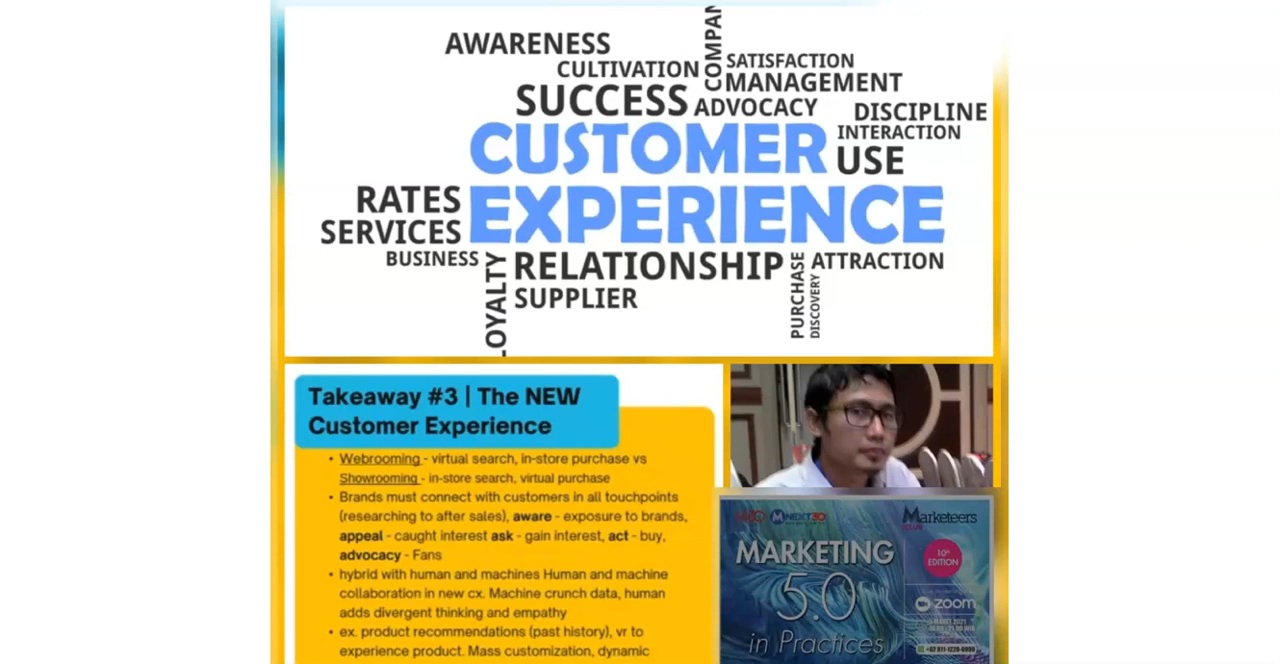 AWARENESS
COMPAN
SATISFACTION
CULTIVATION
MANAGEMENT
SUCCESS
ADVOCACY
DISCIPLINE
CUSTOMER
INTERACTION
USE
RATES
EXPERIENCE
SERVICES
BUSINESS
LOYALTY
RELATIONSHIP
PURCHASE
ATTRACTION
SUPPLIER
DISCOVERY
Takeaway #3 | The NEW
Customer Experience
• Webrooming - virtual search, in-store purchase vs
Showrooming - in-store search, virtual purchase
• Brands must connect with customers in all touchpoints
(researching to after sales), aware - exposure to brands,
appeal - caught interest ask - gain interest, act - buy,
advocacy - Fans
• hybrid with human and machines Human and machine
collaboration in new cx. Machine crunch data, human
adds divergent thinking and empathy
• ex. product recommendations (past history), vr to
experience product. Mass customization, dynamic
Marketeers
CLUB
MARKETING
5.0
in Practices
10th
EDITION
zoom